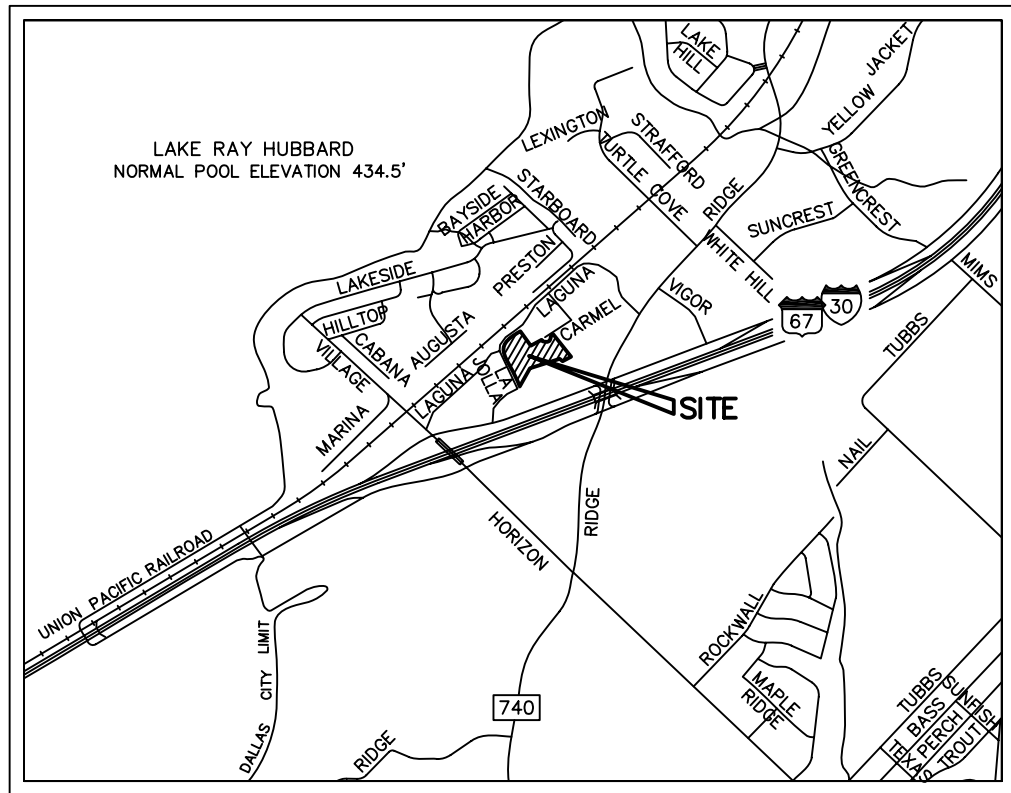 LAKE
HILL
YELLOW JACKET
LEXINGTON
STRAFFORD
LAKE RAY HUBBARD
NORMAL POOL ELEVATION 434.5'
TURTLE COVE
GREENCREST
STARBOARD
BAYSIDE
HARBOR
RIDGE
SUNCREST
WHITE HILL
PRESTON
LAKESIDE
LAGUNA
VIGOR
MIMS
30
67
CARMEL
HILLTOP
AUGUSTA
CABANA
VILLAGE
TUBBS
LAGUNA
LA JOLLA
SITE
MARINA
NAIL
HORIZON
RIDGE
UNION PACIFIC RAILROAD
ROCKWALL
DALLAS CITY LIMIT
MAPLE
RIDGE
740
RIDGE
TUBBS
SUNFISH
BASS
PERCH
TROUT
TEXAS